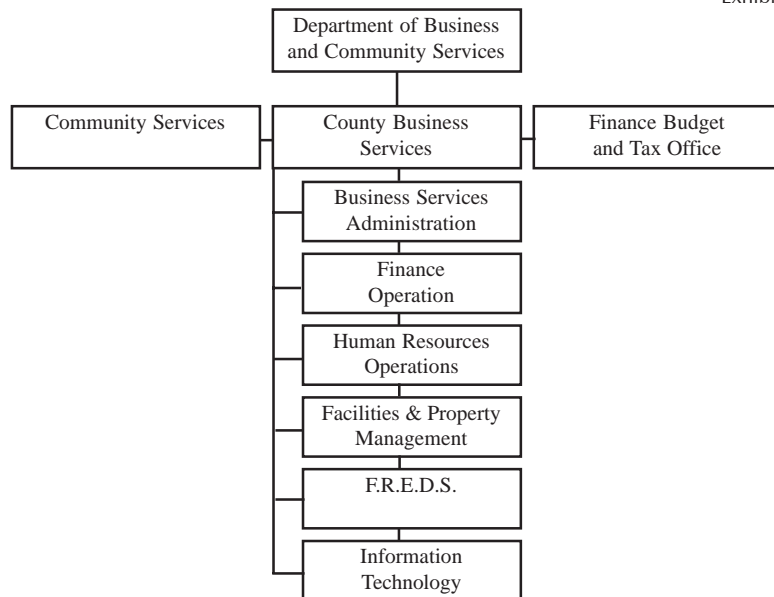 Department of Business
and Community Services
Community Services
County Business
Services
Finance Budget
and Tax Office
Business Services
Administration
Finance
Operation
Human Resources
Operations
Facilities & Property
Management
F.R.E.D.S.
Information
Technology